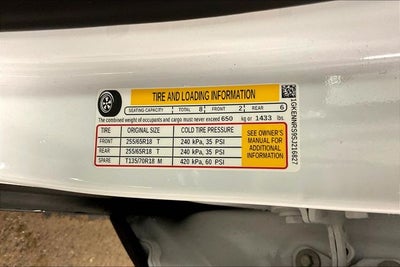 TIRE AND LOADING INFORMATION
SEATING CAPACITY TOTAL 8 FRONT 2 REAR 6
The combined weight of occupants and cargo must never exceed 650 kg or 1433 lbs.
TIRE ORIGINAL SIZE COLD TIRE PRESSURE
FRONT 255/65R18 T 240 kPa, 35 PSI
REAR 255/65R18 T 240 kPa, 35 PSI
SPARE T135/70R18 M 420 kPa, 60 PSI
SEE OWNER'S
MANUAL FOR
ADDITIONAL
INFORMATION